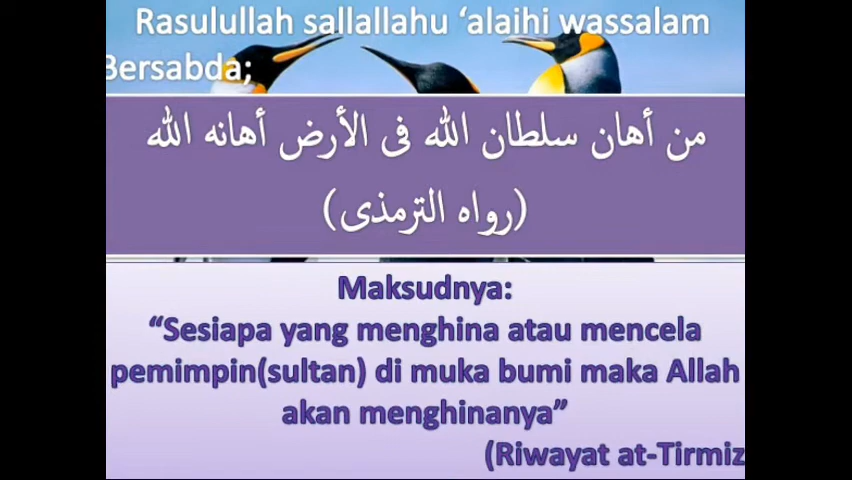 Rasulullah sallallahu ‘alaihi wassalam
Bersabda;
من أهان سلطان الله فى الأرض أهانه الله
(رواه الترمذى)
Maksudnya:
“Sesiapa yang menghina atau mencela
pemimpin(sultan) di muka bumi maka Allah
akan menghinanya”
(Riwayat at-Tirmiz